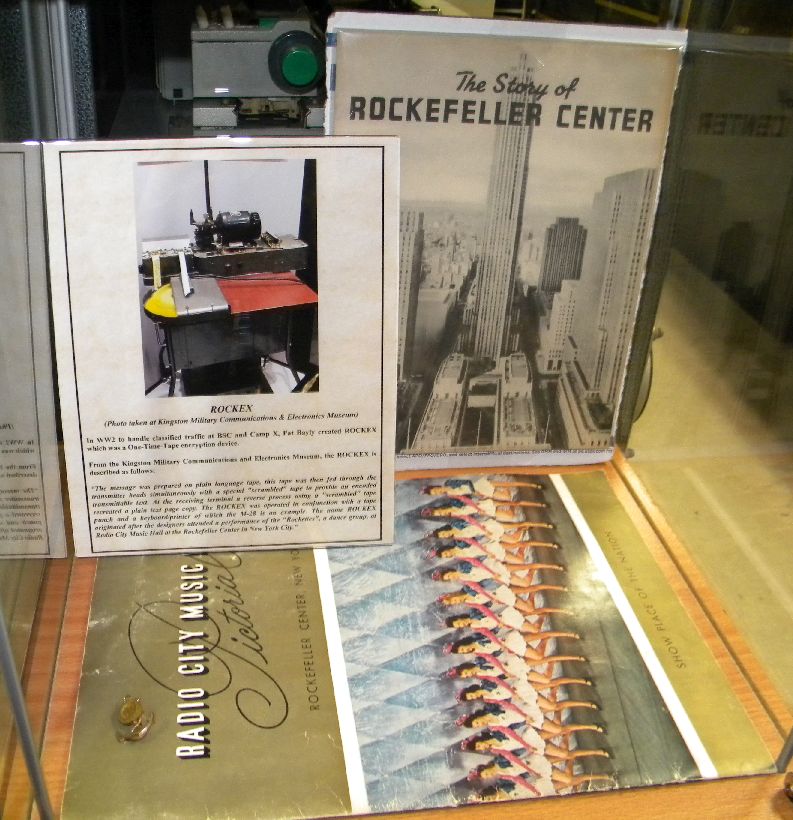 The Story of
ROCKEFELLER CENTER
ROCKEX
(Photo taken at Kingston Military Communications & Electronics Museum)
In WW2 to handle classified traffic at BSC and Camp X, Pat Bayly created ROCKEX
which was a One-Time-Tape encryption device.
From the Kingston Military Communications and Electronics Museum, the ROCKEX is
described as follows:
"The message was prepared on plain language tape, this tape was then fed through the
transmitter heads simultaneously with a special "scrambled" tape to provide an encoded
transmittable text. At the receiving terminal a reverse process using a "scrambled" tape
recreated a plain text page copy. The ROCKEX was operated in conjunction with a tape
punch and a keyboard/printer of which the M-28 is an example. The name ROCKEX
originated after the designers attended a performance of the "Rockettes", a dance group, at
Radio City Music Hall at the Rockefeller Center in New York City."
RADIO CITY MUSIC
Pictorial
ROCKEFELLER CENTER NEW YO
SHOW PLACE OF THE NATION